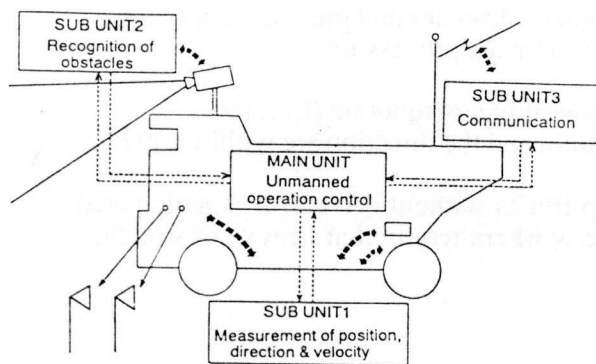 SUB UNIT2
Recognition of
obstacles
SUB UNIT3
Communication
MAIN UNIT
Unmanned
operation control
SUB UNIT1
Measurement of position,
direction & velocity